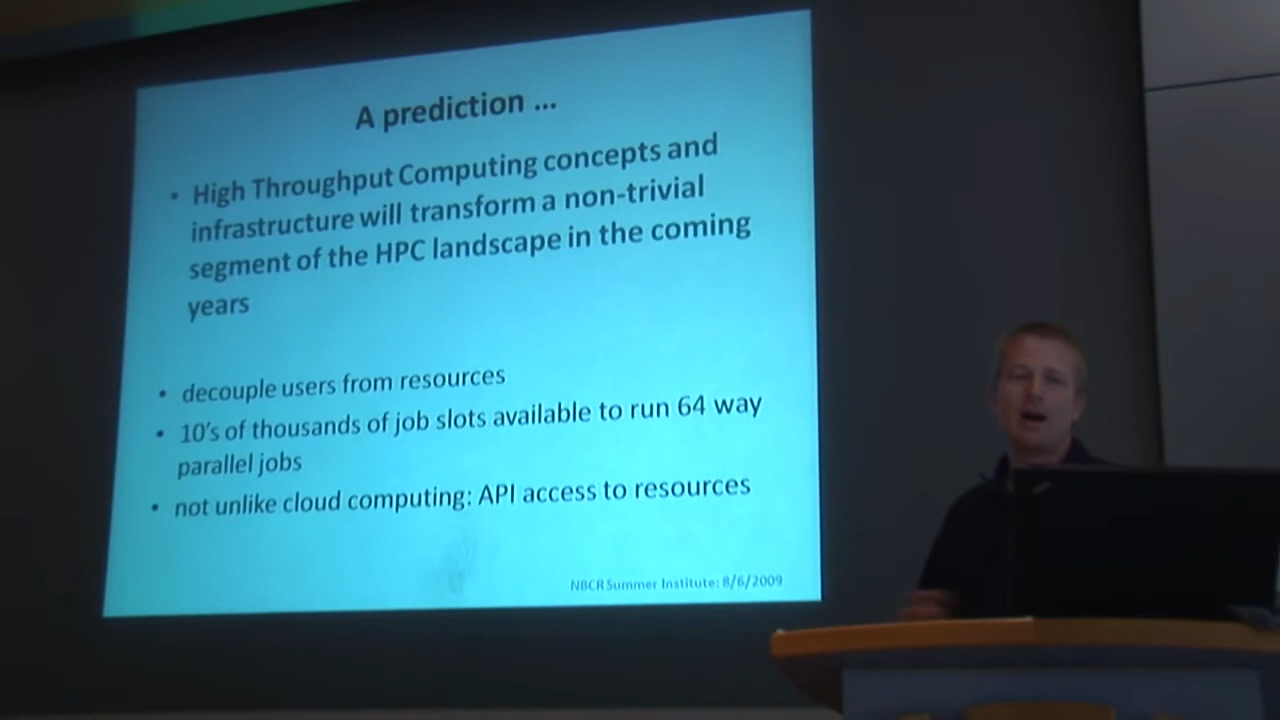 A prediction ...
• High Throughput Computing concepts and
infrastructure will transform a non-trivial
segment of the HPC landscape in the coming
years
• decouple users from resources
• 10's of thousands of job slots available to run 64 way
parallel jobs
• not unlike cloud computing: API access to resources
NBCR Summer Institute: 8/6/2009